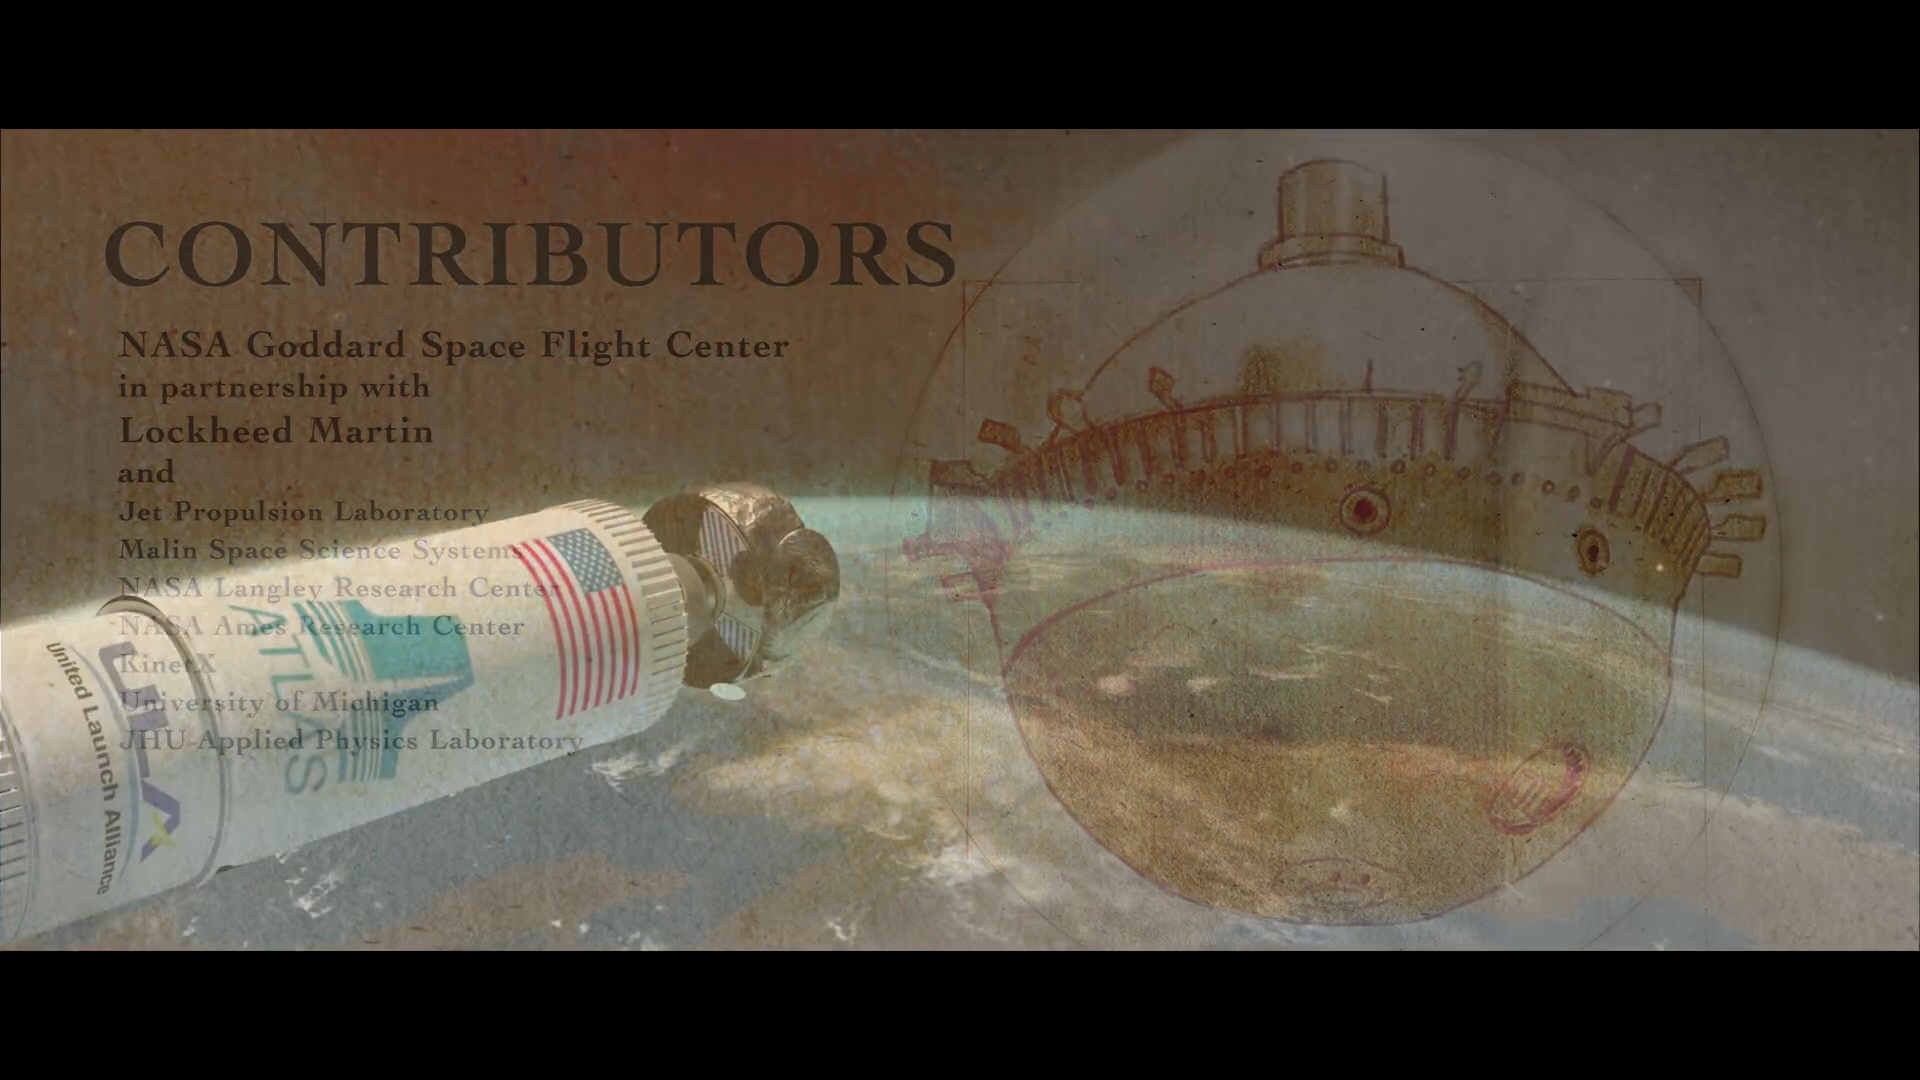 CONTRIBUTORS
NASA Goddard Space Flight Center
in partnership with
Lockheed Martin
and
Jet Propulsion Laboratory
Malin Space Science Systems
NASA Langley Research Center
NASA Ames Research Center
KinetX
University of Michigan
JHU Applied Physics Laboratory
ATLAS
ULA
United Launch Alliance